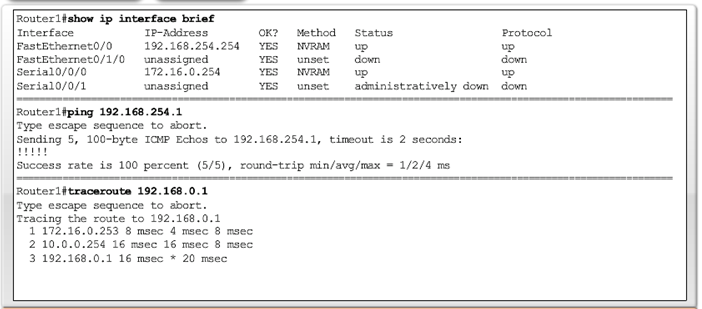 Router1#show ip interface brief
Interface IP-Address OK? Method Status Protocol
FastEthernet0/0 192.168.254.254 YES NVRAM up up
FastEthernet0/1/0 unassigned YES unset down down
Serial0/0/0 172.16.0.254 YES NVRAM up up
Serial0/0/1 unassigned YES unset administratively down down
Router1#ping 192.168.254.1
Type escape sequence to abort.
Sending 5, 100-byte ICMP Echos to 192.168.254.1, timeout is 2 seconds:
!!!!!
Success rate is 100 percent (5/5), round-trip min/avg/max = 1/2/4 ms
Router1#traceroute 192.168.0.1
Type escape sequence to abort.
Tracing the route to 192.168.0.1
1 172.16.0.253 8 msec 4 msec 8 msec
2 10.0.0.254 16 msec 16 msec 8 msec
3 192.168.0.1 16 msec * 20 msec